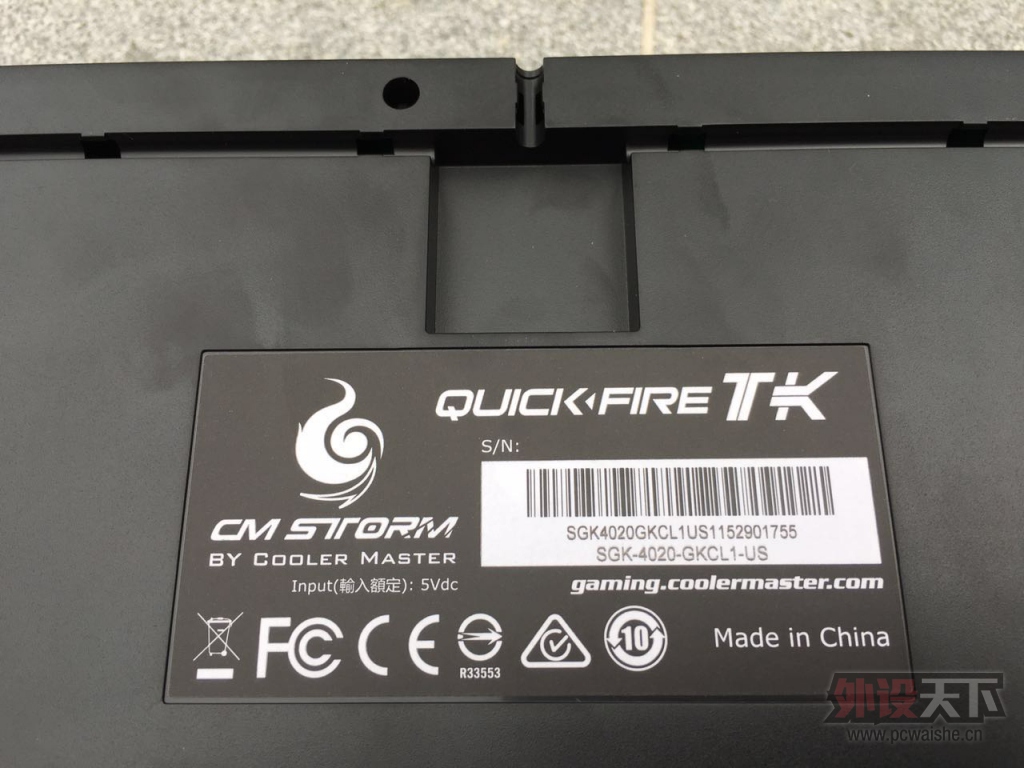 QUICK FIRE TK
S/N:
SGK4020GKCL1US1152901755
SGK-4020-GKCL1-US
CM STORM
BY COOLER MASTER
Input(輸入額定): 5Vdc
gaming.coolermaster.com
FC CE
R33553
10
Made in China
外设天下
www.pcwaishe.cn